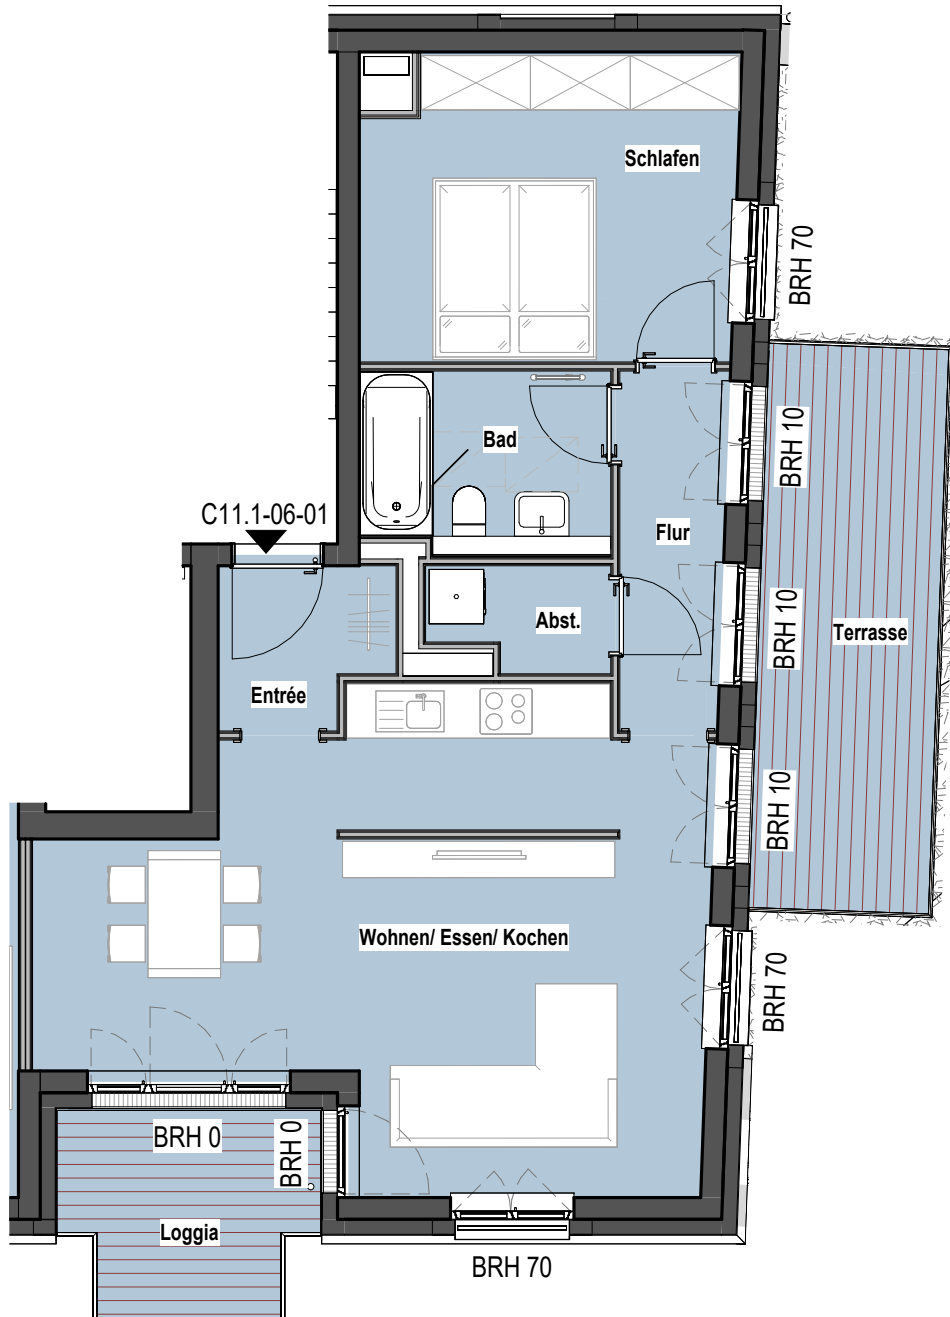 Schlafen
BRH 70
Bad
BRH 10
C11.1-06-01
Flur
Abst.
BRH 10
Terrasse
Entrée
BRH 10
Wohnen/ Essen/ Kochen
BRH 70
BRH 0
BRH 0
Loggia
BRH 70